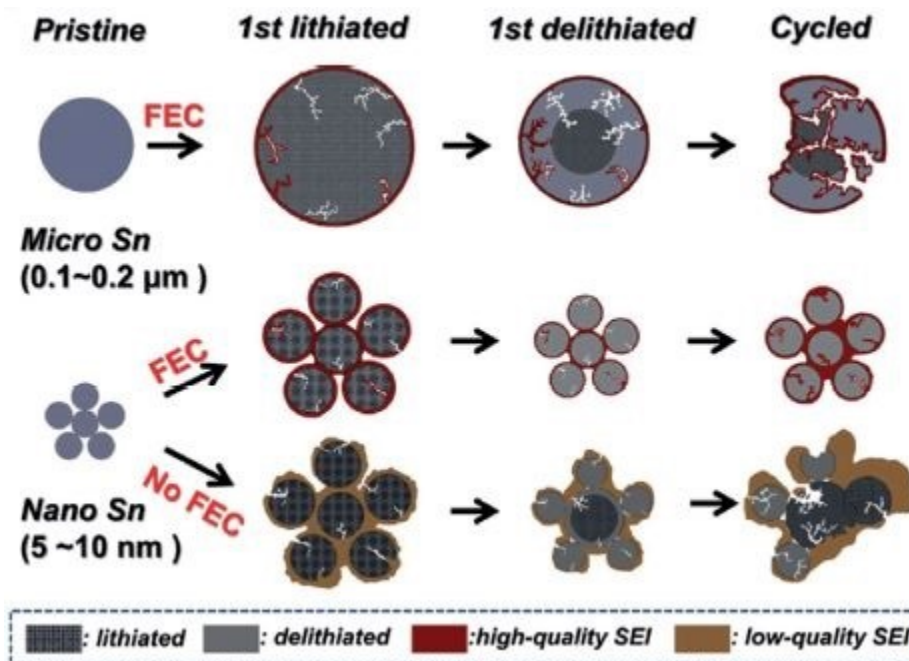 Pristine
1st lithiated
1st delithiated
Cycled
FEC
Micro Sn
(0.1~0.2 μm )
FEC
No FEC
Nano Sn
(5 ~10 nm )
: lithiated
: delithiated
:high-quality SEI
: low-quality SEI